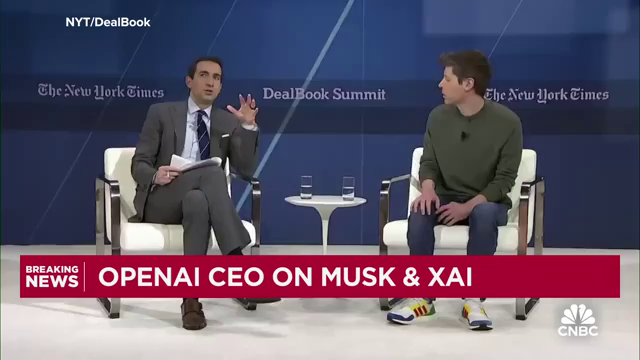 NYT/DealBook
The New York Times
DealBook Summit
The New York Times
BREAKING
NEWS
OPENAI CEO ON MUSK & XAI
CNBC